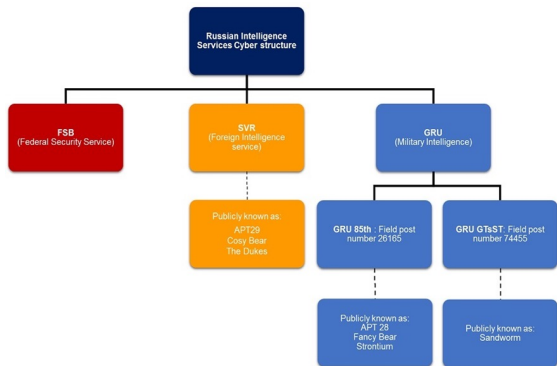 Russian Intelligence
Services Cyber structure
FSB
(Federal Security Service)
SVR
(Foreign Intelligence
service)
GRU
(Military Intelligence)
Publicly known as:
APT29
Cosy Bear
The Dukes
GRU 85th : Field post
number 26165
GRU GTsST: Field post
number 74455
Publicly known as:
APT 28
Fancy Bear
Strontium
Publicly known as:
Sandworm